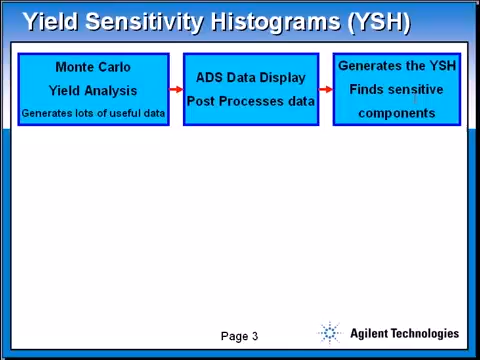 Yield Sensitivity Histograms (YSH)
Monte Carlo
Yield Analysis
Generates lots of useful data
ADS Data Display
Post Processes data
Generates the YSH
Finds sensitive
components
Page 3
Agilent Technologies